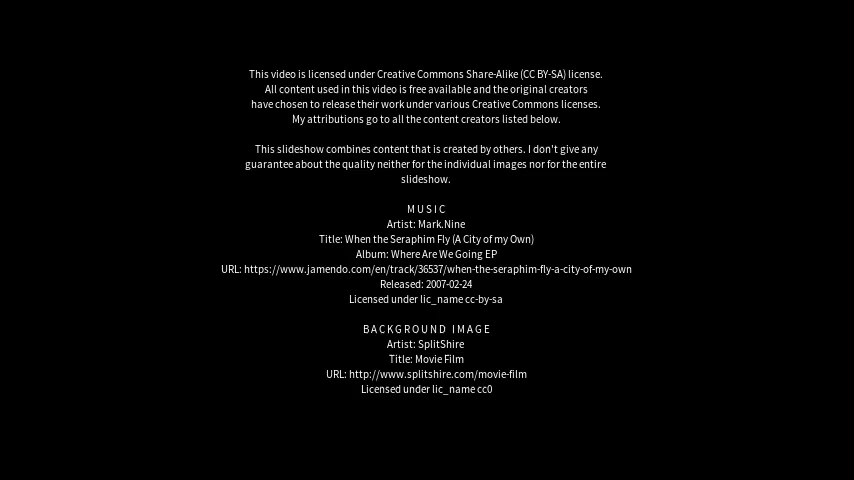 This video is licensed under Creative Commons Share-Alike (CC BY-SA) license.
All content used in this video is free available and the original creators
have chosen to release their work under various Creative Commons licenses.
My attributions go to all the content creators listed below.
This slideshow combines content that is created by others. I don't give any
guarantee about the quality neither for the individual images nor for the entire
slideshow.
M U S I C
Artist: Mark.Nine
Title: When the Seraphim Fly (A City of my Own)
Album: Where Are We Going EP
URL: https://www.jamendo.com/en/track/36537/when-the-seraphim-fly-a-city-of-my-own
Released: 2007-02-24
Licensed under lic_name cc-by-sa
B A C K G R O U N D   I M A G E
Artist: SplitShire
Title: Movie Film
URL: http://www.splitshire.com/movie-film
Licensed under lic_name cc0